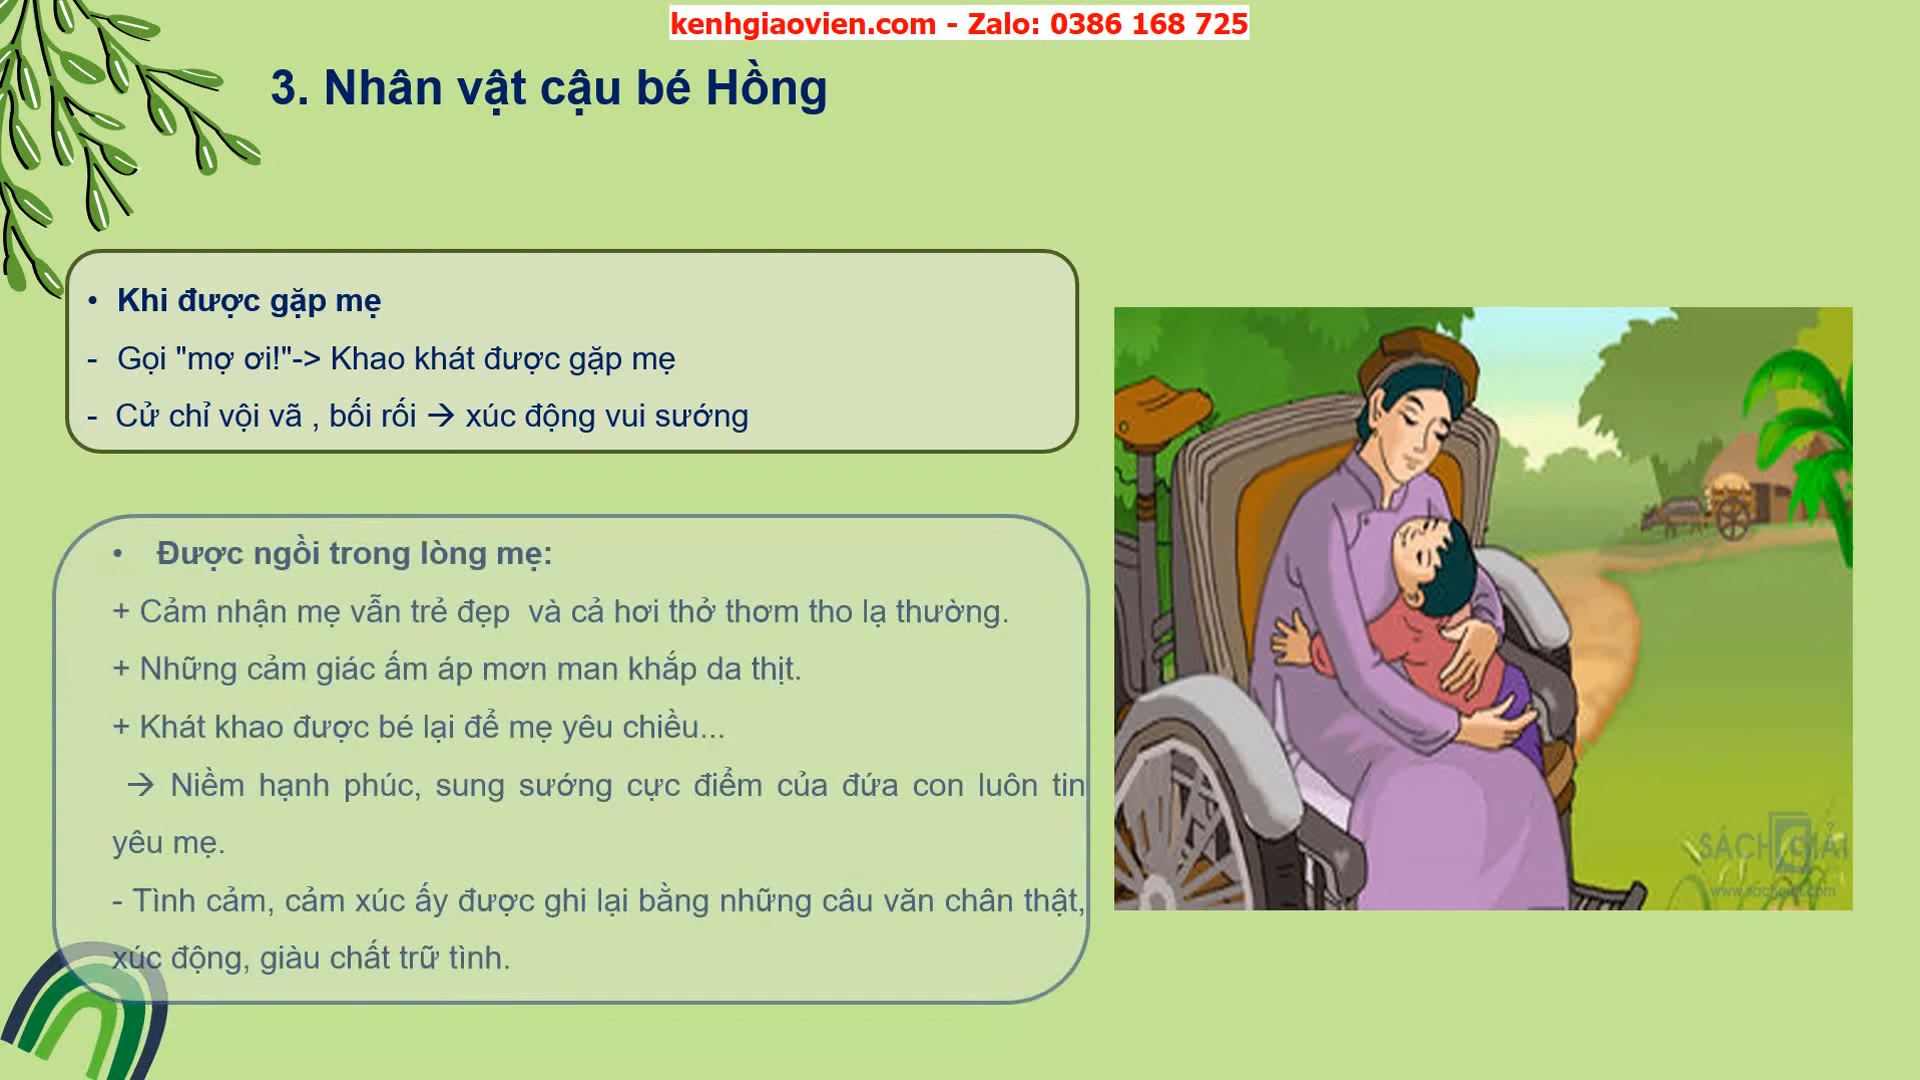 kenhgiaovien.com - Zalo: 0386 168 725
3. Nhân vật cậu bé Hồng
• Khi được gặp mẹ
- Gọi "mợ ơi!"-> Khao khát được gặp mẹ
- Cử chỉ vội vã , bối rối → xúc động vui sướng
• Được ngồi trong lòng mẹ:
+ Cảm nhận mẹ vẫn trẻ đẹp và cả hơi thở thơm tho lạ thường.
+ Những cảm giác ấm áp mơn man khắp da thịt.
+ Khát khao được bé lại để mẹ yêu chiều...
→ Niềm hạnh phúc, sung sướng cực điểm của đứa con luôn tin
yêu mẹ.
- Tình cảm, cảm xúc ấy được ghi lại bằng những câu văn chân thật,
xúc động, giàu chất trữ tình.
SÁCH GIẢI
www.sachgiai.com